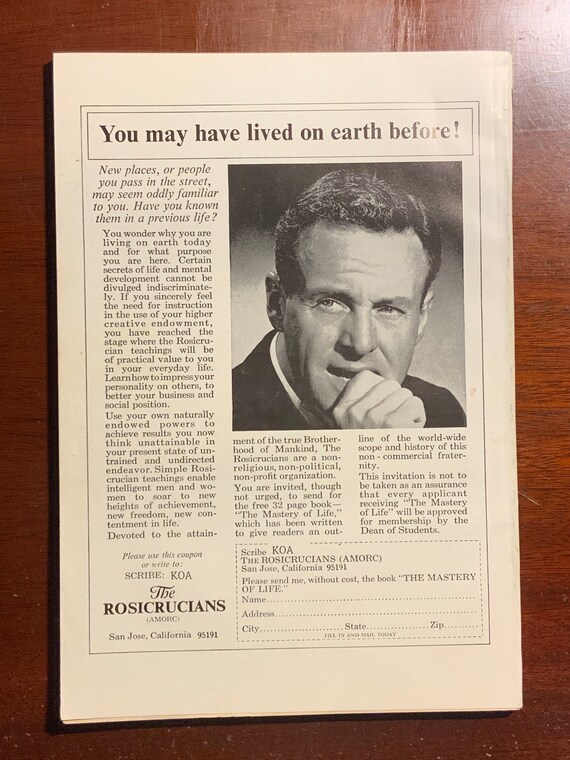 You may have lived on earth before!
New places, or people
you pass in the street,
may seem oddly familiar
to you. Have you known
them in a previous life?
You wonder why you are
living on earth today
and for what purpose
you are here. Certain
secrets of life and mental
development cannot be
divulged indiscriminate-
ly. If you sincerely feel
the need for instruction
in the use of your higher
creative endowment,
you have reached the
stage where the Rosicru-
cian teachings will be
of practical value to you
in your everyday life.
Learn how to impress your
personality on others, to
better your business and
social position.
Use your own naturally
endowed powers to
achieve results you now
think unattainable in
your present state of un-
trained and undirected
endeavor. Simple Rosi-
crucian teachings enable
intelligent men and wo-
men to soar to new
heights of achievement,
new freedom, new con-
tentment in life.
Devoted to the attain-
ment of the true Brother-
hood of Mankind, The
Rosicrucians are a non-
religious, non-political,
non-profit organization.
You are invited, though
not urged, to send for
the free 32 page book—
"The Mastery of Life,"
which has been written
to give readers an out-
line of the world-wide
scope and history of this
non - commercial frater-
nity.
This invitation is not to
be taken as an assurance
that every applicant
receiving "The Mastery
of Life" will be approved
for membership by the
Dean of Students.
Please use this coupon
or write to:
SCRIBE: KOA
The
ROSICRUCIANS
(AMORC)
San Jose, California 95191
Scribe KOA
THE ROSICRUCIANS (AMORC)
San Jose, California 95191
Please send me, without cost, the book "THE MASTERY
OF LIFE."
Name
Address
City State Zip
FILL IN AND MAIL TODAY